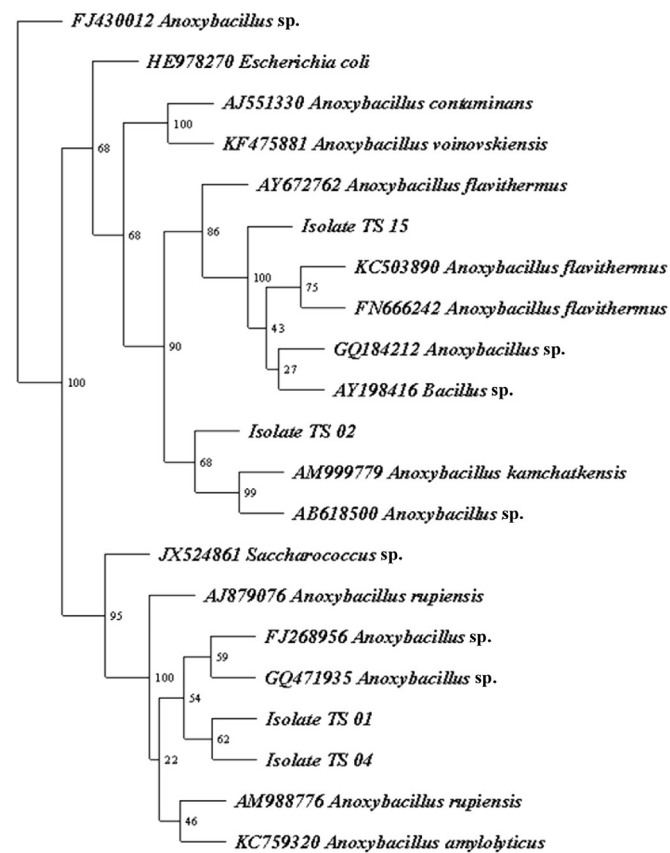 FJ430012 Anoxybacillus sp.
HE978270 Escherichia coli
AJ551330 Anoxybacillus contaminans
100
KF475881 Anoxybacillus voinovskiensis
68
AY672762 Anoxybacillus flavithermus
Isolate TS 15
86
68
KC503890 Anoxybacillus flavithermus
100
75
FN666242 Anoxybacillus flavithermus
43
90
GQ184212 Anoxybacillus sp.
27
100
AY198416 Bacillus sp.
Isolate TS 02
68
AM999779 Anoxybacillus kamchatkensis
99
AB618500 Anoxybacillus sp.
JX524861 Saccharococcus sp.
AJ879076 Anoxybacillus rupiensis
95
FJ268956 Anoxybacillus sp.
59
GQ471935 Anoxybacillus sp.
100
54
Isolate TS 01
62
Isolate TS 04
22
AM988776 Anoxybacillus rupiensis
46
KC759320 Anoxybacillus amylolyticus